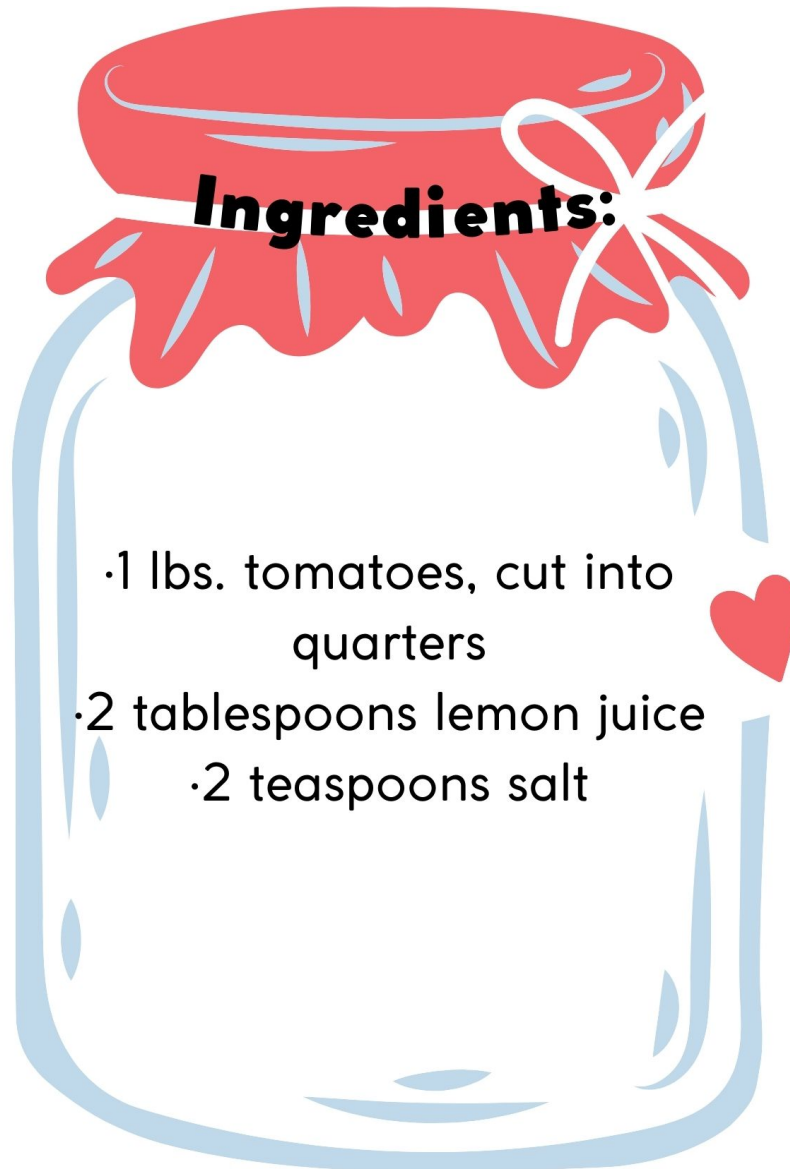 Ingredients:
·1 lbs. tomatoes, cut into
quarters
·2 tablespoons lemon juice
·2 teaspoons salt